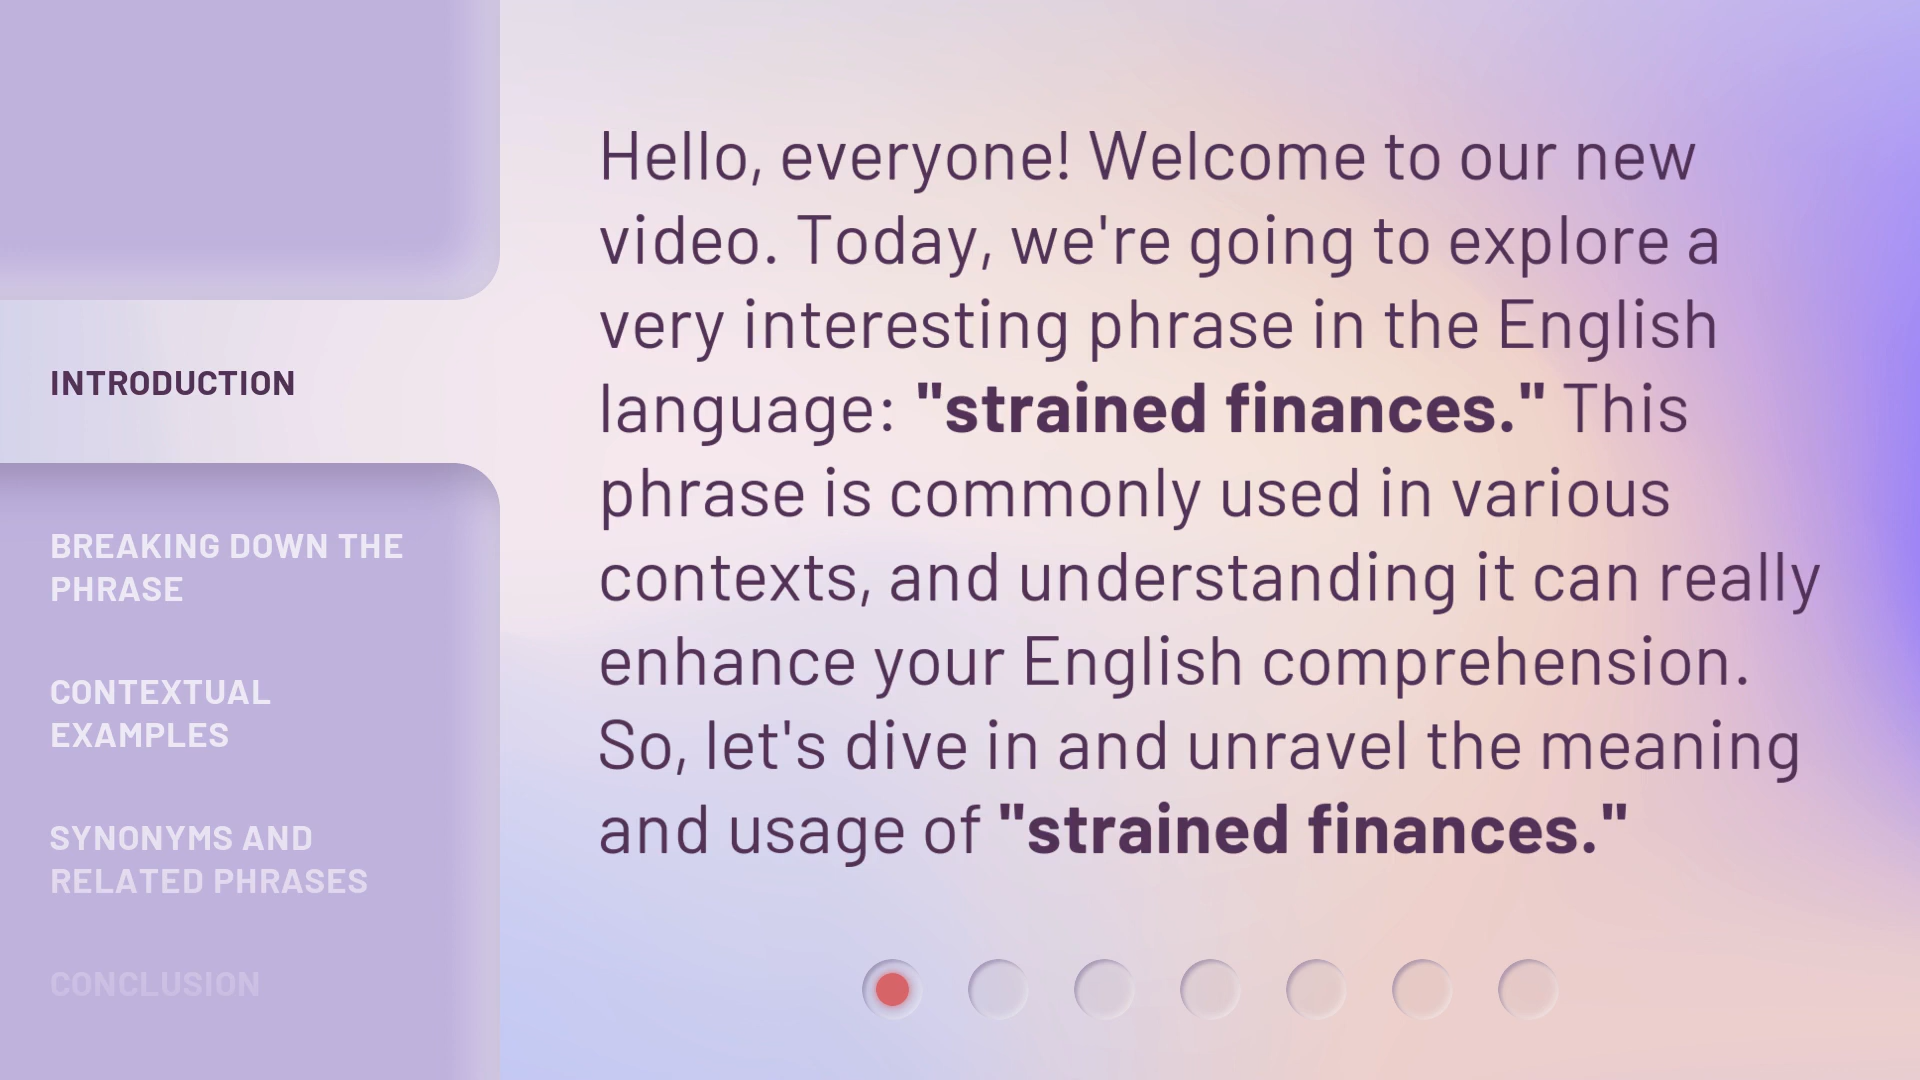 INTRODUCTION
BREAKING DOWN THE
PHRASE
CONTEXTUAL
EXAMPLES
SYNONYMS AND
RELATED PHRASES
CONCLUSION
Hello, everyone! Welcome to our new
video. Today, we're going to explore a
very interesting phrase in the English
language: "strained finances." This
phrase is commonly used in various
contexts, and understanding it can really
enhance your English comprehension.
So, let's dive in and unravel the meaning
and usage of "strained finances."